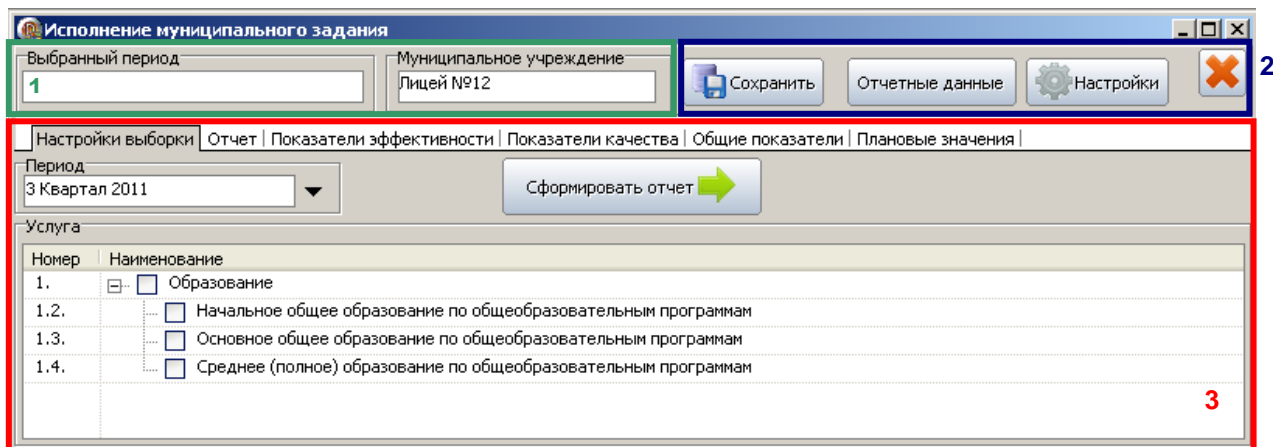 Исполнение муниципального задания
Выбранный период
Муниципальное учреждение
1
Лицей №12
Сохранить
Отчетные данные
Настройки
2
Настройки выборки | Отчет | Показатели эффективности | Показатели качества | Общие показатели | Плановые значения |
Период
3 Квартал 2011
Сформировать отчет
Услуга
Номер Наименование
1. Образование
1.2. Начальное общее образование по общеобразовательным программам
1.3. Основное общее образование по общеобразовательным программам
1.4. Среднее (полное) образование по общеобразовательным программам
3